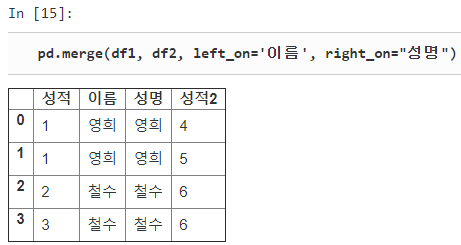 In [15]:
pd.merge(df1, df2, left_on='이름', right_on="성명")
성적 이름 성명 성적2
0 1 영희 영희 4
1 1 영희 영희 5
2 2 철수 철수 6
3 3 철수 철수 6